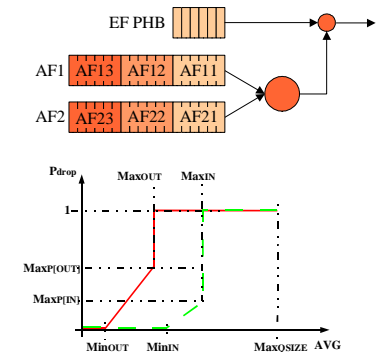 EF PHB
AF1 AF13 AF12 AF11
AF2 AF23 AF22 AF21
Pdrop
MaxOUT MaxIN
1
MaxP[OUT]
MaxP[IN]
MinOUT MinIN MaxQSIZE AVG